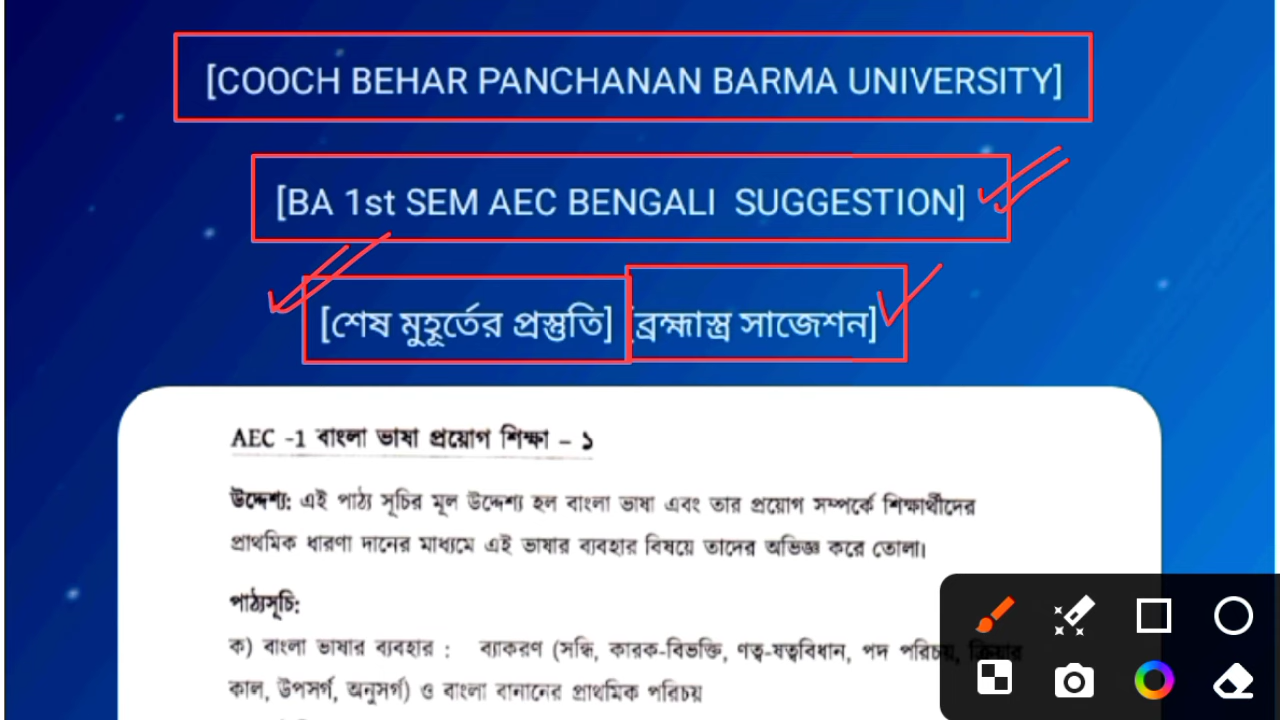 [COOCH BEHAR PANCHANAN BARMA UNIVERSITY]
[BA 1st SEM AEC BENGALI SUGGESTION]
[শেষ মুহূর্তের প্রস্তুতি] [ব্রহ্মাস্ত্র সাজেশন]
AEC -1 বাংলা ভাষা প্রয়োগ শিক্ষা – ১
উদ্দেশ্য: এই পাঠ্য সূচির মূল উদ্দেশ্য হল বাংলা ভাষা এবং তার প্রয়োগ সম্পর্কে শিক্ষার্থীদের
প্রাথমিক ধারণা দানের মাধ্যমে এই ভাষার ব্যবহার বিষয়ে তাদের অভিজ্ঞ করে তোলা।
পাঠ্যসূচি:
ক) বাংলা ভাষার ব্যবহার : ব্যাকরণ (সন্ধি, কারক-বিভক্তি, ণত্ব-ষত্ববিধান, পদ পরিচয়, ক্রিয়ার
কাল, উপসর্গ, অনুসর্গ) ও বাংলা বানানের প্রাথমিক পরিচয়